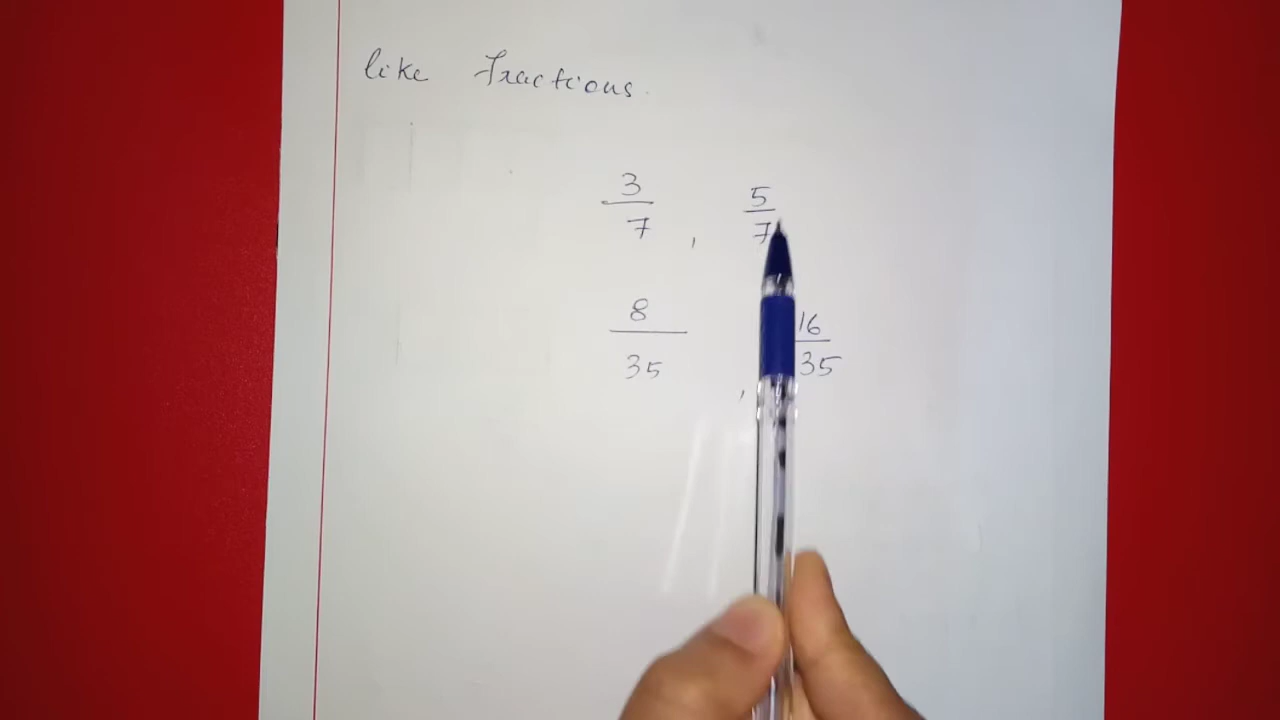 like fractions.
3/7 , 5/7
8/35 , 16/35